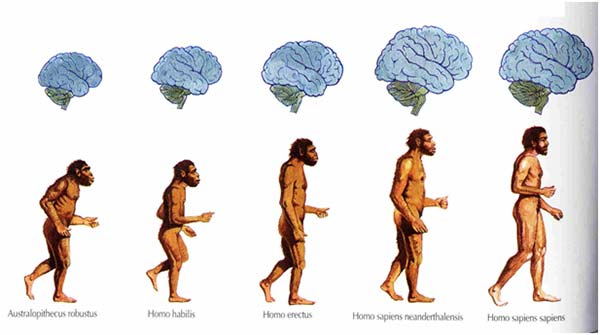 Australopithecus robustus
Homo habilis
Homo erectus
Homo sapiens neanderthalensis
Homo sapiens sapiens